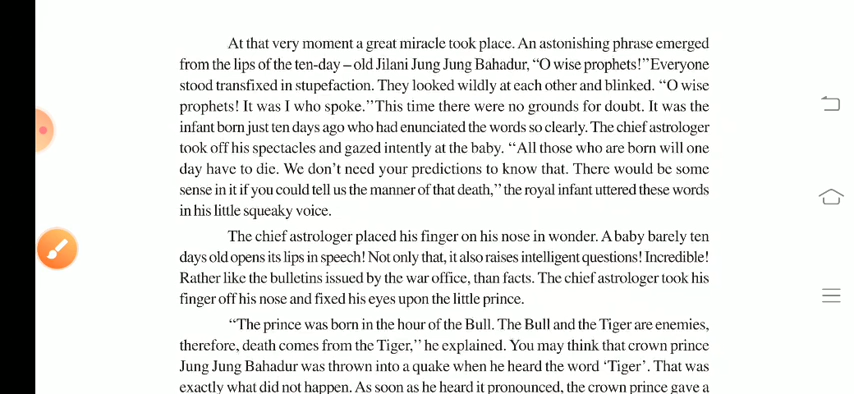 At that very moment a great miracle took place. An astonishing phrase emerged
from the lips of the ten-day – old Jilani Jung Jung Bahadur, “O wise prophets!” Everyone
stood transfixed in stupefaction. They looked wildly at each other and blinked. “O wise
prophets! It was I who spoke.” This time there were no grounds for doubt. It was the
infant born just ten days ago who had enunciated the words so clearly. The chief astrologer
took off his spectacles and gazed intently at the baby. “All those who are born will one
day have to die. We don’t need your predictions to know that. There would be some
sense in it if you could tell us the manner of that death,” the royal infant uttered these words
in his little squeaky voice.
The chief astrologer placed his finger on his nose in wonder. A baby barely ten
days old opens its lips in speech! Not only that, it also raises intelligent questions! Incredible!
Rather like the bulletins issued by the war office, than facts. The chief astrologer took his
finger off his nose and fixed his eyes upon the little prince.
“The prince was born in the hour of the Bull. The Bull and the Tiger are enemies,
therefore, death comes from the Tiger,” he explained. You may think that crown prince
Jung Jung Bahadur was thrown into a quake when he heard the word ‘Tiger’. That was
exactly what did not happen. As soon as he heard it pronounced, the crown prince gave a